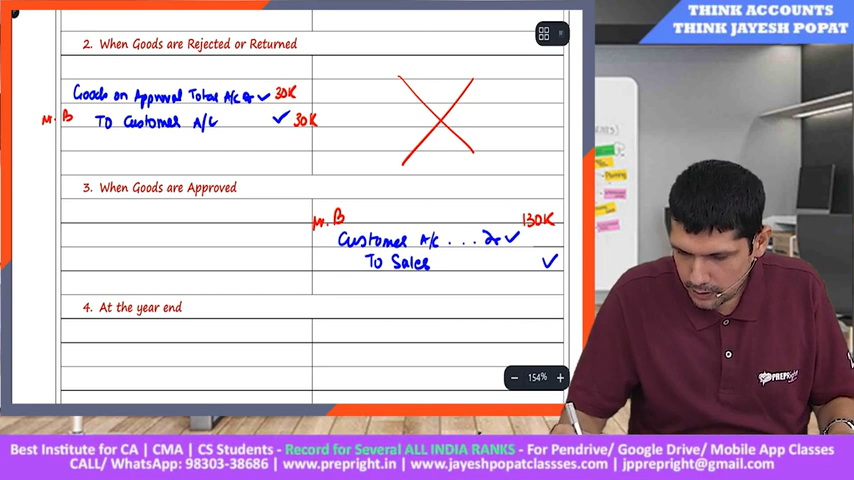 THINK ACCOUNTS
THINK JAYESH POPAT
2. When Goods are Rejected or Returned
Goods on Approval Total A/c Dr ✓ 30K
Mr. B To Customer A/c ✓ 30K
3. When Goods are Approved
Mr. B 130K
Customer A/c . . . Dr ✓
To Sales ✓
4. At the year end
154%
PREPRight
Best Institute for CA | CMA | CS Students - Record for Several ALL INDIA RANKS - For Pendrive/ Google Drive/ Mobile App Classes
CALL/ WhatsApp: 98303-38686 | www.prepright.in | www.jayeshpopatclassses.com | jpprepright@gmail.com